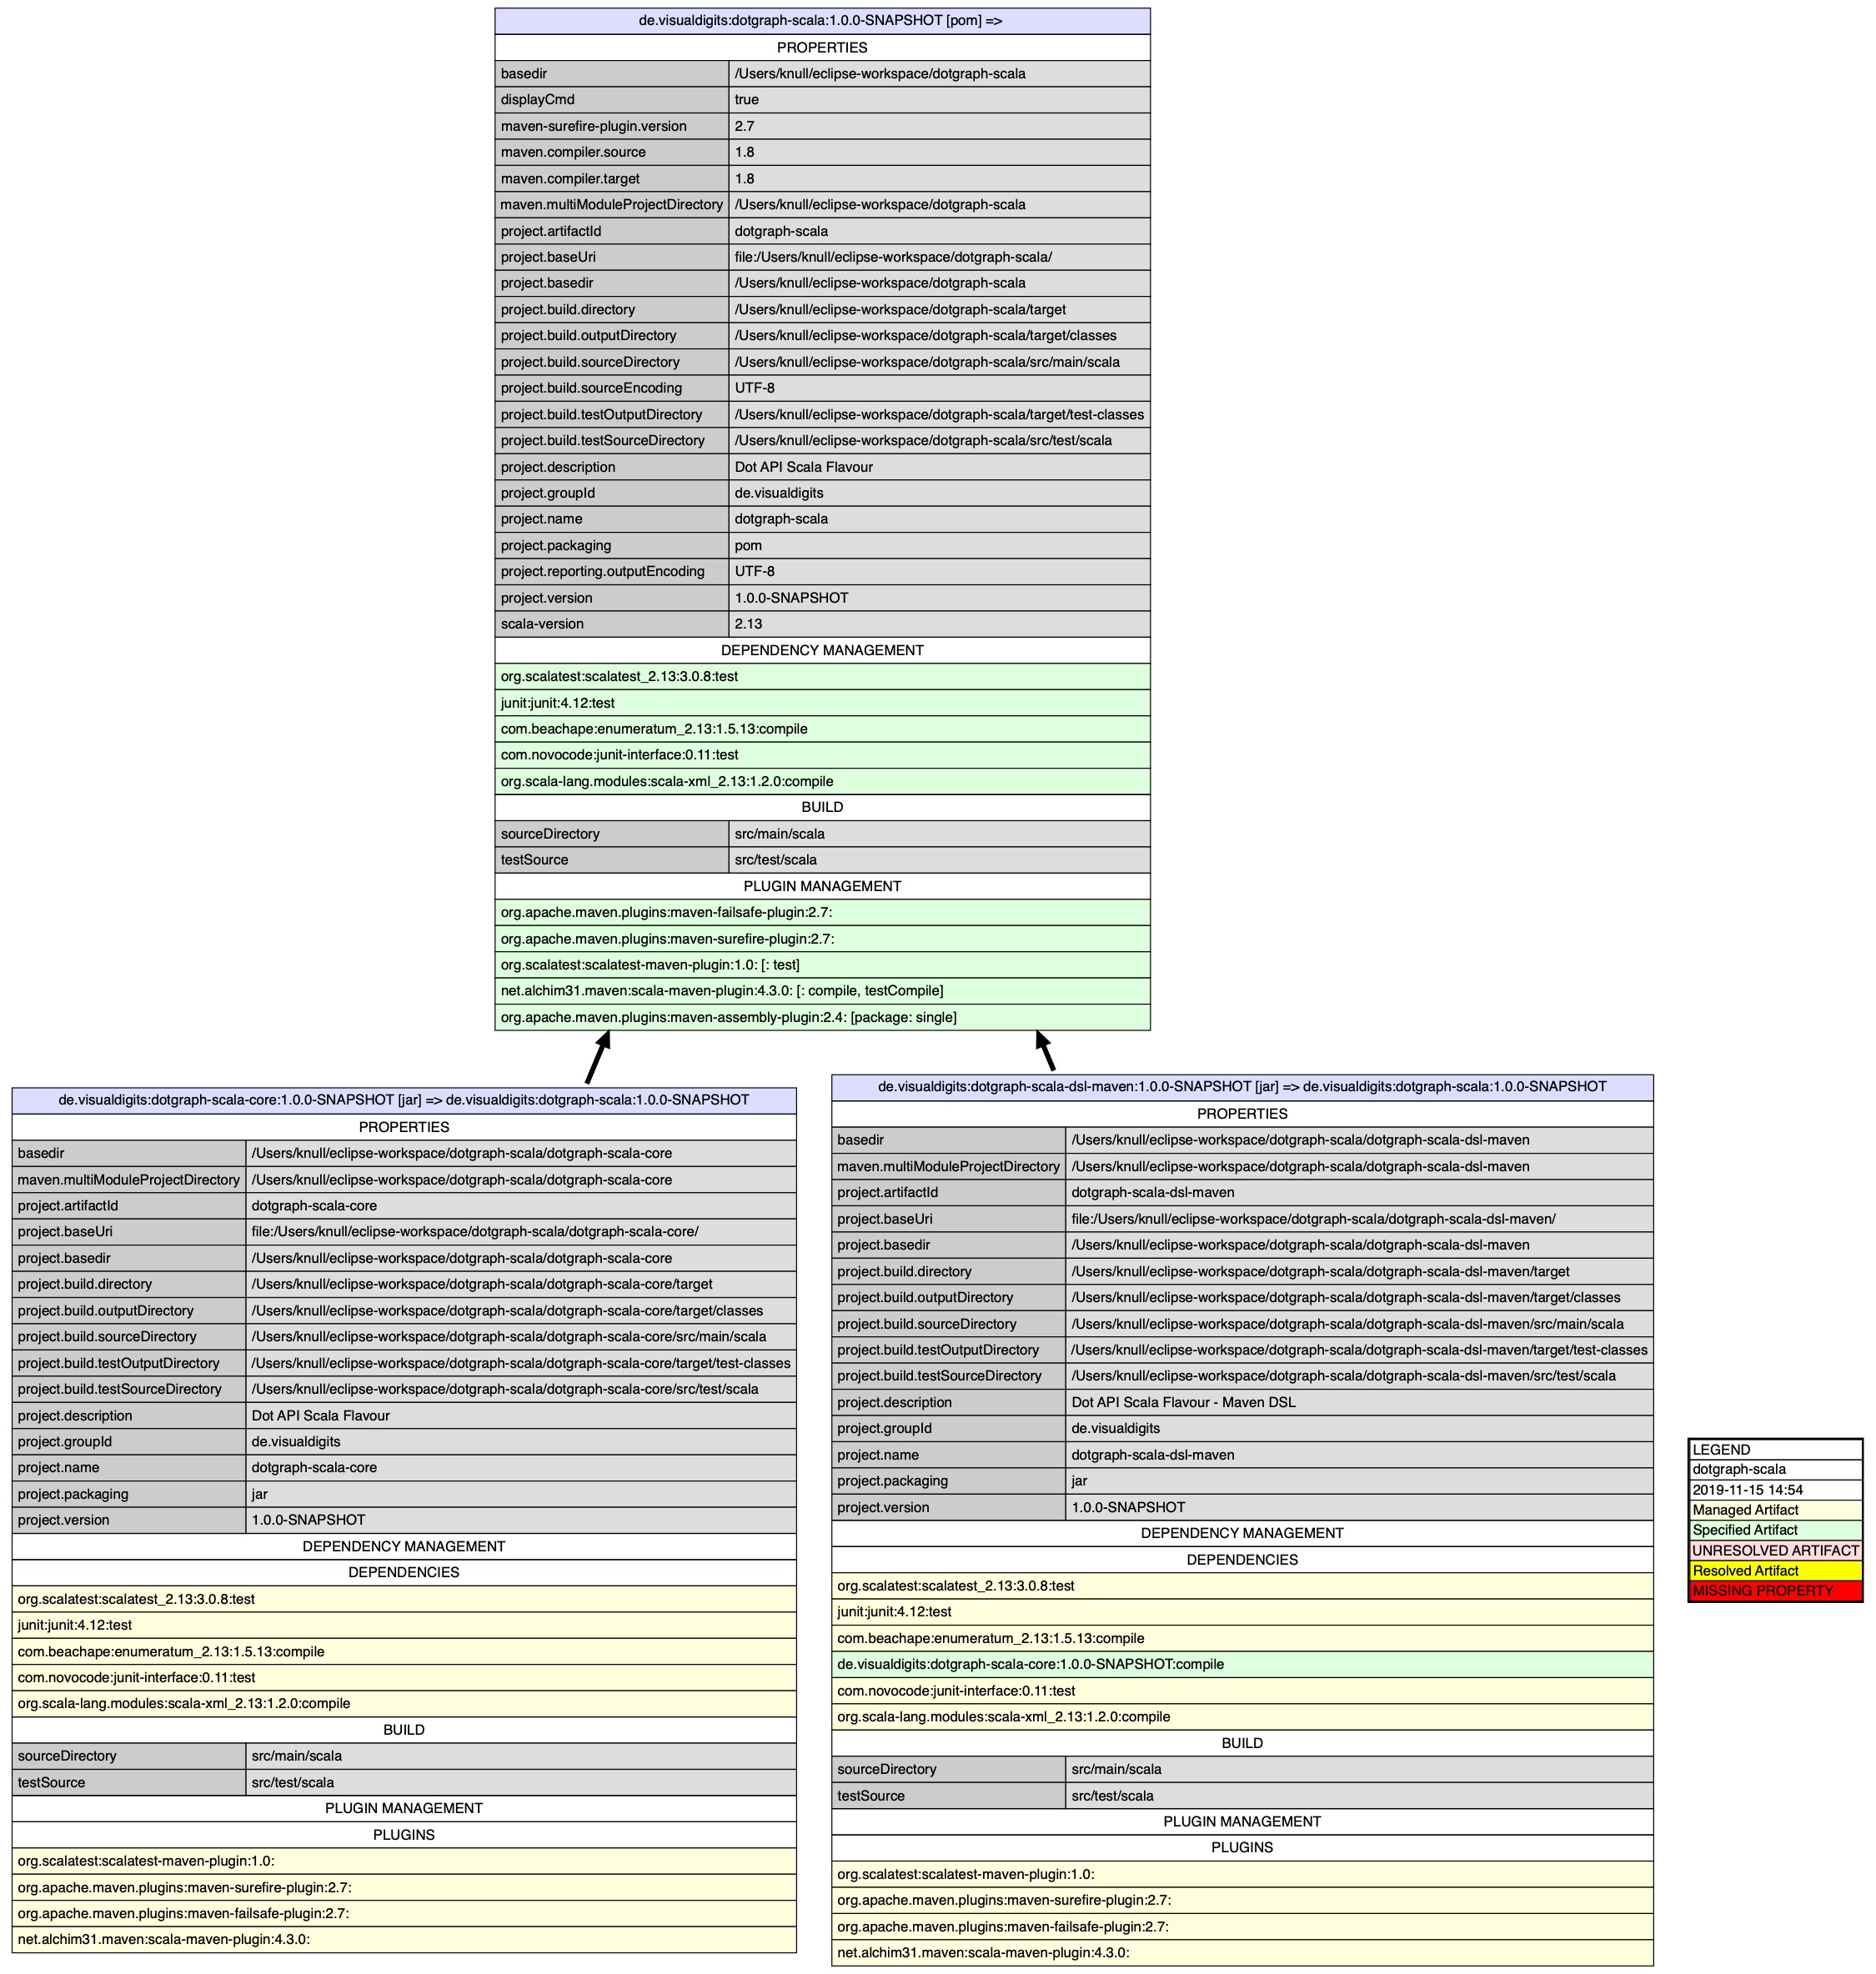 de.visualdigits:dotgraph-scala:1.0.0-SNAPSHOT [pom] =>
PROPERTIES
basedir /Users/knull/eclipse-workspace/dotgraph-scala
displayCmd true
maven-surefire-plugin.version 2.7
maven.compiler.source 1.8
maven.compiler.target 1.8
maven.multiModuleProjectDirectory /Users/knull/eclipse-workspace/dotgraph-scala
project.artifactId dotgraph-scala
project.baseUri file:/Users/knull/eclipse-workspace/dotgraph-scala/
project.basedir /Users/knull/eclipse-workspace/dotgraph-scala
project.build.directory /Users/knull/eclipse-workspace/dotgraph-scala/target
project.build.outputDirectory /Users/knull/eclipse-workspace/dotgraph-scala/target/classes
project.build.sourceDirectory /Users/knull/eclipse-workspace/dotgraph-scala/src/main/scala
project.build.sourceEncoding UTF-8
project.build.testOutputDirectory /Users/knull/eclipse-workspace/dotgraph-scala/target/test-classes
project.build.testSourceDirectory /Users/knull/eclipse-workspace/dotgraph-scala/src/test/scala
project.description Dot API Scala Flavour
project.groupId de.visualdigits
project.name dotgraph-scala
project.packaging pom
project.reporting.outputEncoding UTF-8
project.version 1.0.0-SNAPSHOT
scala-version 2.13
DEPENDENCY MANAGEMENT
org.scalatest:scalatest_2.13:3.0.8:test
junit:junit:4.12:test
com.beachape:enumeratum_2.13:1.5.13:compile
com.novocode:junit-interface:0.11:test
org.scala-lang.modules:scala-xml_2.13:1.2.0:compile
BUILD
sourceDirectory src/main/scala
testSource src/test/scala
PLUGIN MANAGEMENT
org.apache.maven.plugins:maven-failsafe-plugin:2.7:
org.apache.maven.plugins:maven-surefire-plugin:2.7:
org.scalatest:scalatest-maven-plugin:1.0: [: test]
net.alchim31.maven:scala-maven-plugin:4.3.0: [: compile, testCompile]
org.apache.maven.plugins:maven-assembly-plugin:2.4: [package: single]
de.visualdigits:dotgraph-scala-core:1.0.0-SNAPSHOT [jar] => de.visualdigits:dotgraph-scala:1.0.0-SNAPSHOT
PROPERTIES
basedir /Users/knull/eclipse-workspace/dotgraph-scala/dotgraph-scala-core
maven.multiModuleProjectDirectory /Users/knull/eclipse-workspace/dotgraph-scala/dotgraph-scala-core
project.artifactId dotgraph-scala-core
project.baseUri file:/Users/knull/eclipse-workspace/dotgraph-scala/dotgraph-scala-core/
project.basedir /Users/knull/eclipse-workspace/dotgraph-scala/dotgraph-scala-core
project.build.directory /Users/knull/eclipse-workspace/dotgraph-scala/dotgraph-scala-core/target
project.build.outputDirectory /Users/knull/eclipse-workspace/dotgraph-scala/dotgraph-scala-core/target/classes
project.build.sourceDirectory /Users/knull/eclipse-workspace/dotgraph-scala/dotgraph-scala-core/src/main/scala
project.build.testOutputDirectory /Users/knull/eclipse-workspace/dotgraph-scala/dotgraph-scala-core/target/test-classes
project.build.testSourceDirectory /Users/knull/eclipse-workspace/dotgraph-scala/dotgraph-scala-core/src/test/scala
project.description Dot API Scala Flavour
project.groupId de.visualdigits
project.name dotgraph-scala-core
project.packaging jar
project.version 1.0.0-SNAPSHOT
DEPENDENCY MANAGEMENT
DEPENDENCIES
org.scalatest:scalatest_2.13:3.0.8:test
junit:junit:4.12:test
com.beachape:enumeratum_2.13:1.5.13:compile
com.novocode:junit-interface:0.11:test
org.scala-lang.modules:scala-xml_2.13:1.2.0:compile
BUILD
sourceDirectory src/main/scala
testSource src/test/scala
PLUGIN MANAGEMENT
PLUGINS
org.scalatest:scalatest-maven-plugin:1.0:
org.apache.maven.plugins:maven-surefire-plugin:2.7:
org.apache.maven.plugins:maven-failsafe-plugin:2.7:
net.alchim31.maven:scala-maven-plugin:4.3.0:
de.visualdigits:dotgraph-scala-dsl-maven:1.0.0-SNAPSHOT [jar] => de.visualdigits:dotgraph-scala:1.0.0-SNAPSHOT
PROPERTIES
basedir /Users/knull/eclipse-workspace/dotgraph-scala/dotgraph-scala-dsl-maven
maven.multiModuleProjectDirectory /Users/knull/eclipse-workspace/dotgraph-scala/dotgraph-scala-dsl-maven
project.artifactId dotgraph-scala-dsl-maven
project.baseUri file:/Users/knull/eclipse-workspace/dotgraph-scala/dotgraph-scala-dsl-maven/
project.basedir /Users/knull/eclipse-workspace/dotgraph-scala/dotgraph-scala-dsl-maven
project.build.directory /Users/knull/eclipse-workspace/dotgraph-scala/dotgraph-scala-dsl-maven/target
project.build.outputDirectory /Users/knull/eclipse-workspace/dotgraph-scala/dotgraph-scala-dsl-maven/target/classes
project.build.sourceDirectory /Users/knull/eclipse-workspace/dotgraph-scala/dotgraph-scala-dsl-maven/src/main/scala
project.build.testOutputDirectory /Users/knull/eclipse-workspace/dotgraph-scala/dotgraph-scala-dsl-maven/target/test-classes
project.build.testSourceDirectory /Users/knull/eclipse-workspace/dotgraph-scala/dotgraph-scala-dsl-maven/src/test/scala
project.description Dot API Scala Flavour - Maven DSL
project.groupId de.visualdigits
project.name dotgraph-scala-dsl-maven
project.packaging jar
project.version 1.0.0-SNAPSHOT
DEPENDENCY MANAGEMENT
DEPENDENCIES
org.scalatest:scalatest_2.13:3.0.8:test
junit:junit:4.12:test
com.beachape:enumeratum_2.13:1.5.13:compile
de.visualdigits:dotgraph-scala-core:1.0.0-SNAPSHOT:compile
com.novocode:junit-interface:0.11:test
org.scala-lang.modules:scala-xml_2.13:1.2.0:compile
BUILD
sourceDirectory src/main/scala
testSource src/test/scala
PLUGIN MANAGEMENT
PLUGINS
org.scalatest:scalatest-maven-plugin:1.0:
org.apache.maven.plugins:maven-surefire-plugin:2.7:
org.apache.maven.plugins:maven-failsafe-plugin:2.7:
net.alchim31.maven:scala-maven-plugin:4.3.0:
LEGEND
dotgraph-scala
2019-11-15 14:54
Managed Artifact
Specified Artifact
UNRESOLVED ARTIFACT
Resolved Artifact
MISSING PROPERTY